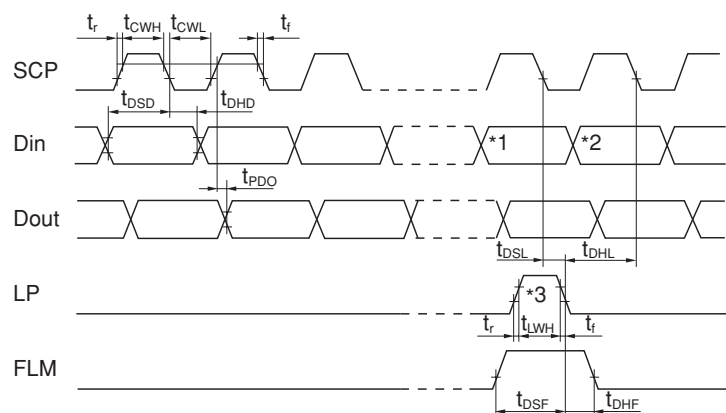 tr tCWH tCWL tf
SCP
tDSD tDHD
Din *1 *2
tPDO
Dout
tDSL tDHL
LP *3
tr tLWH tf
FLM
tDSF tDHF